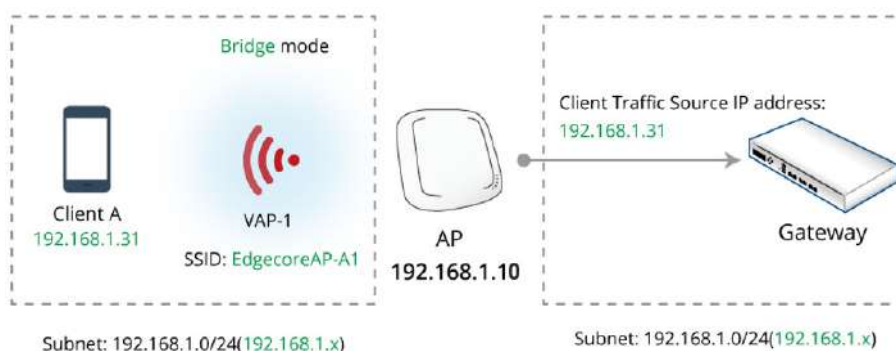 Bridge mode
Client Traffic Source IP address:
192.168.1.31
Client A
192.168.1.31
VAP-1
SSID: EdgecoreAP-A1
AP
192.168.1.10
Gateway
Subnet: 192.168.1.0/24(192.168.1.x)
Subnet: 192.168.1.0/24(192.168.1.x)